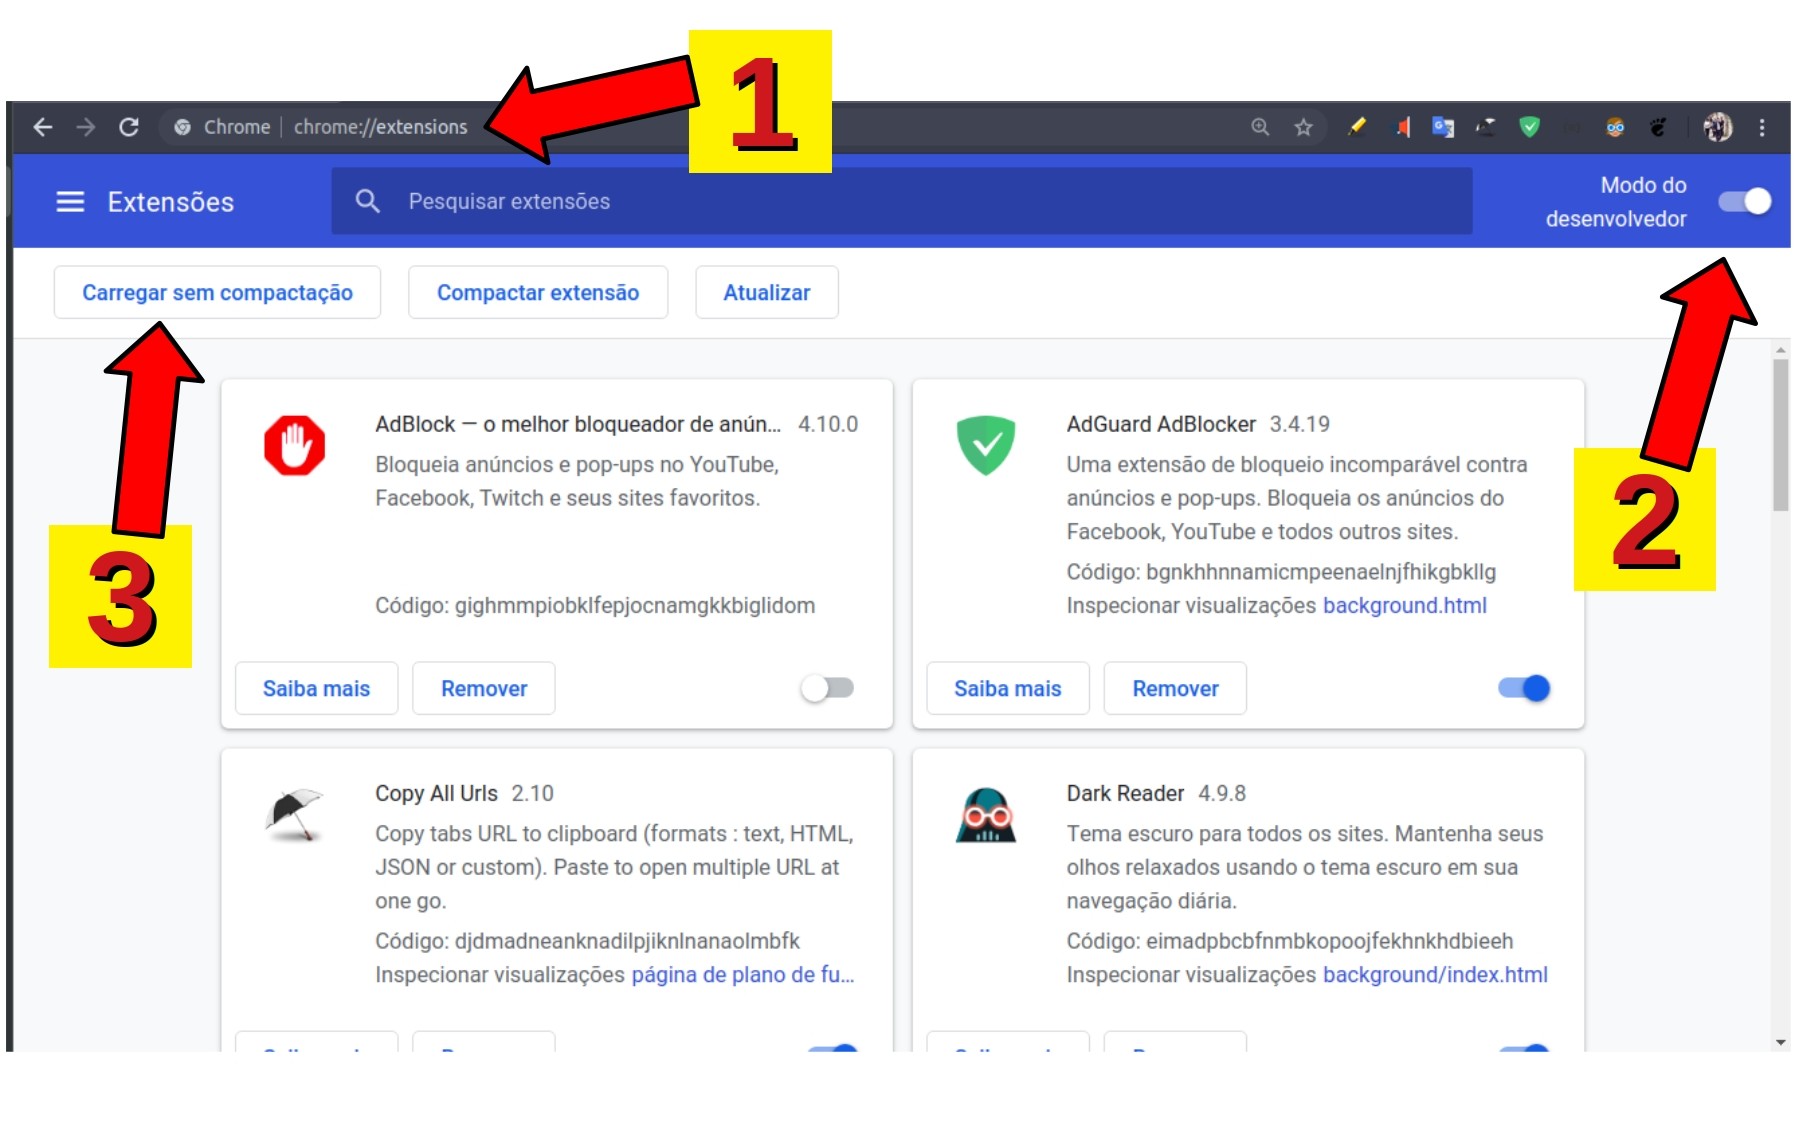 1
Chrome chrome://extensions
Extensões
Pesquisar extensões
Modo do
desenvolvedor
Carregar sem compactação
Compactar extensão
Atualizar
3
2
AdBlock — o melhor bloqueador de anún... 4.10.0
Bloqueia anúncios e pop-ups no YouTube,
Facebook, Twitch e seus sites favoritos.
Código: gighmmpiobklfepjocnamgkkbiglidom
Saiba mais
Remover
AdGuard AdBlocker 3.4.19
Uma extensão de bloqueio incomparável contra
anúncios e pop-ups. Bloqueia os anúncios do
Facebook, YouTube e todos outros sites.
Código: bgnkhhnnamicmpeenaelnjfhikgbkllg
Inspecionar visualizações background.html
Saiba mais
Remover
Copy All Urls 2.10
Copy tabs URL to clipboard (formats : text, HTML,
JSON or custom). Paste to open multiple URL at
one go.
Código: djdmadneanknadilpjiknlnanaolmbfk
Inspecionar visualizações página de plano de fu...
Dark Reader 4.9.8
Tema escuro para todos os sites. Mantenha seus
olhos relaxados usando o tema escuro em sua
navegação diária.
Código: eimadpbcbfnmbkopoojfekhnkhdbieeh
Inspecionar visualizações background/index.html